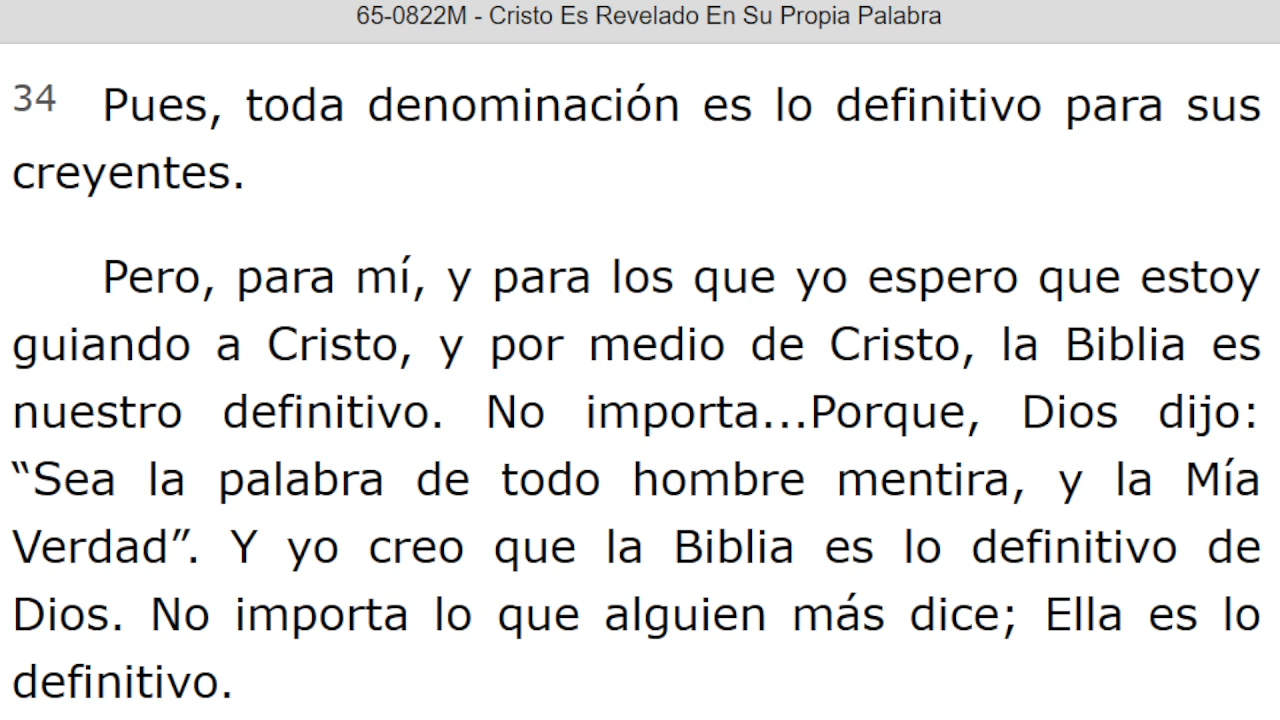 65-0822M - Cristo Es Revelado En Su Propia Palabra
34 Pues, toda denominación es lo definitivo para sus
creyentes.
Pero, para mí, y para los que yo espero que estoy
guiando a Cristo, y por medio de Cristo, la Biblia es
nuestro definitivo. No importa...Porque, Dios dijo:
“Sea la palabra de todo hombre mentira, y la Mía
Verdad”. Y yo creo que la Biblia es lo definitivo de
Dios. No importa lo que alguien más dice; Ella es lo
definitivo.